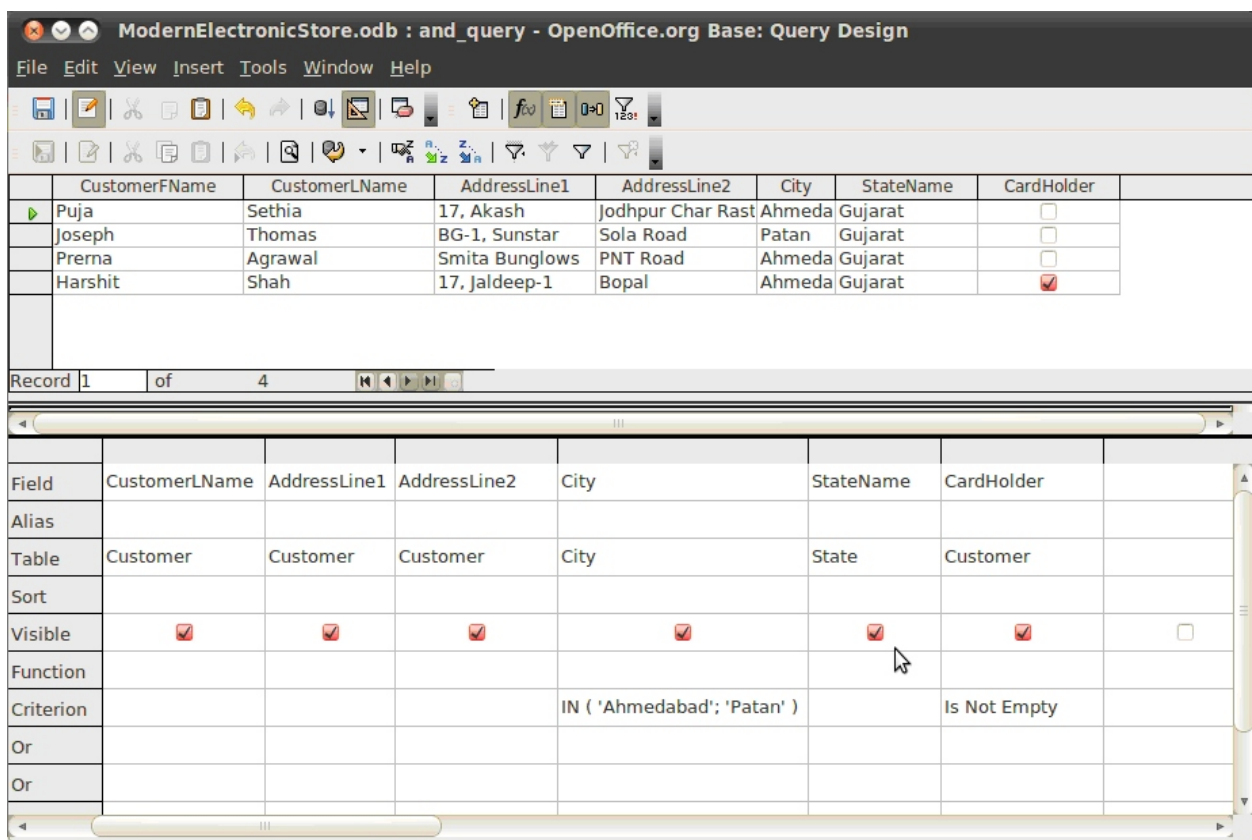 ModernElectronicStore.odb : and_query - OpenOffice.org Base: Query Design
File Edit View Insert Tools Window Help
CustomerFName CustomerLName AddressLine1 AddressLine2 City StateName CardHolder
Puja Sethia 17, Akash Jodhpur Char Rast Ahmeda Gujarat
Joseph Thomas BG-1, Sunstar Sola Road Patan Gujarat
Prerna Agrawal Smita Bunglows PNT Road Ahmeda Gujarat
Harshit Shah 17, Jaldeep-1 Bopal Ahmeda Gujarat
Record 1 of 4
Field CustomerLName AddressLine1 AddressLine2 City StateName CardHolder
Alias
Table Customer Customer Customer City State Customer
Sort
Visible
Function
Criterion IN ( 'Ahmedabad'; 'Patan' ) Is Not Empty
Or
Or